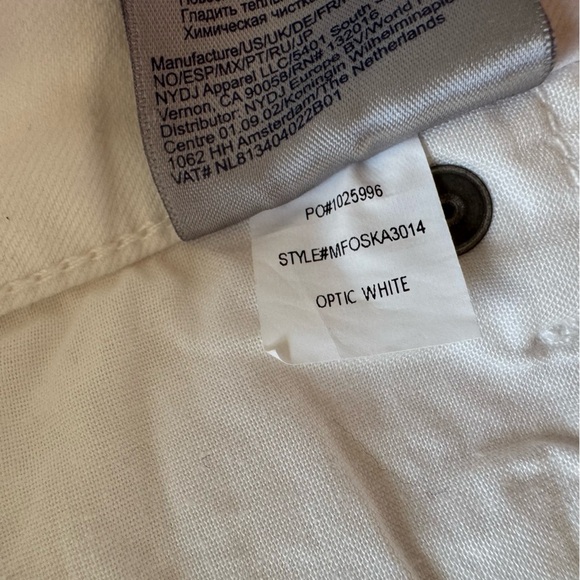 Гладить тепл
Химическая чистк
Manufacture/US/UK/DE/FR/
NO/ESP/MX/PT/RU/JP
NYDJ Apparel LLC/5401 South S
Vernon, CA 90058/RN# 132016
Distributor: NYDJ Europe, BV/World T
Centre 01.09.02/Koningin Wilhelminaple
1062 HH Amsterdam/The Netherlands
VAT# NL813404022B01
PO#1025996
STYLE#MFOSKA3014
OPTIC WHITE